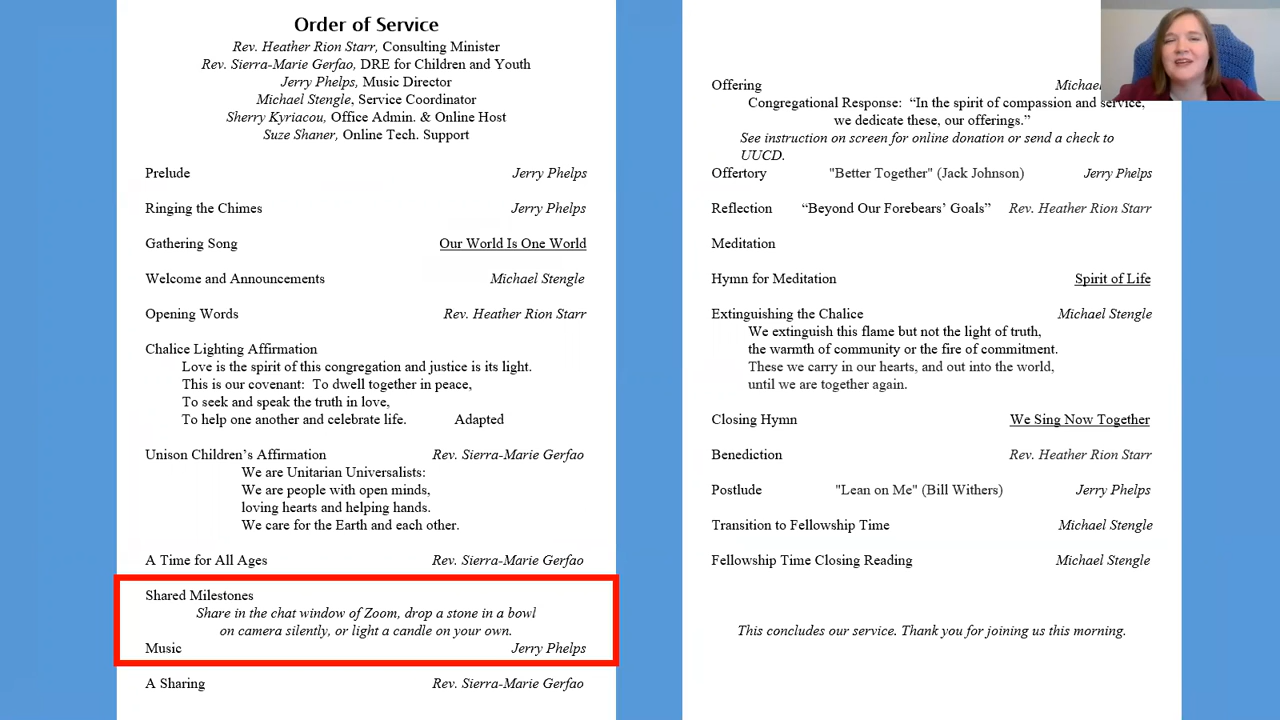 Order of Service
Rev. Heather Rion Starr, Consulting Minister
Rev. Sierra-Marie Gerfao, DRE for Children and Youth
Jerry Phelps, Music Director
Michael Stengle, Service Coordinator
Sherry Kyriacou, Office Admin. & Online Host
Suze Shaner, Online Tech. Support
Prelude Jerry Phelps
Ringing the Chimes Jerry Phelps
Gathering Song Our World Is One World
Welcome and Announcements Michael Stengle
Opening Words Rev. Heather Rion Starr
Chalice Lighting Affirmation
Love is the spirit of this congregation and justice is its light.
This is our covenant: To dwell together in peace,
To seek and speak the truth in love,
To help one another and celebrate life. Adapted
Unison Children’s Affirmation Rev. Sierra-Marie Gerfao
We are Unitarian Universalists:
We are people with open minds,
loving hearts and helping hands.
We care for the Earth and each other.
A Time for All Ages Rev. Sierra-Marie Gerfao
Shared Milestones
Share in the chat window of Zoom, drop a stone in a bowl
on camera silently, or light a candle on your own.
Music Jerry Phelps
A Sharing Rev. Sierra-Marie Gerfao
Offering Michael
Congregational Response: “In the spirit of compassion and service,
we dedicate these, our offerings.”
See instruction on screen for online donation or send a check to
UUCD.
Offertory "Better Together" (Jack Johnson) Jerry Phelps
Reflection “Beyond Our Forebears’ Goals” Rev. Heather Rion Starr
Meditation
Hymn for Meditation Spirit of Life
Extinguishing the Chalice Michael Stengle
We extinguish this flame but not the light of truth,
the warmth of community or the fire of commitment.
These we carry in our hearts, and out into the world,
until we are together again.
Closing Hymn We Sing Now Together
Benediction Rev. Heather Rion Starr
Postlude "Lean on Me" (Bill Withers) Jerry Phelps
Transition to Fellowship Time Michael Stengle
Fellowship Time Closing Reading Michael Stengle
This concludes our service. Thank you for joining us this morning.